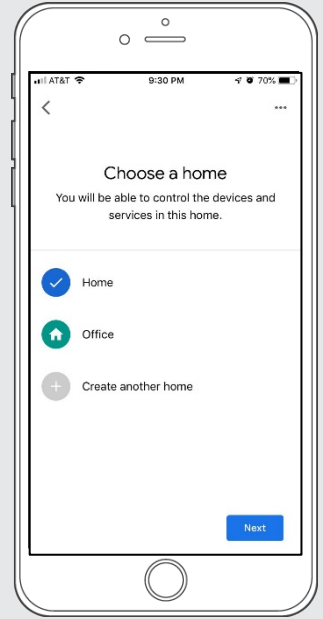 AT&T 9:30 PM 70%
Choose a home
You will be able to control the devices and
services in this home.
Home
Office
Create another home
Next